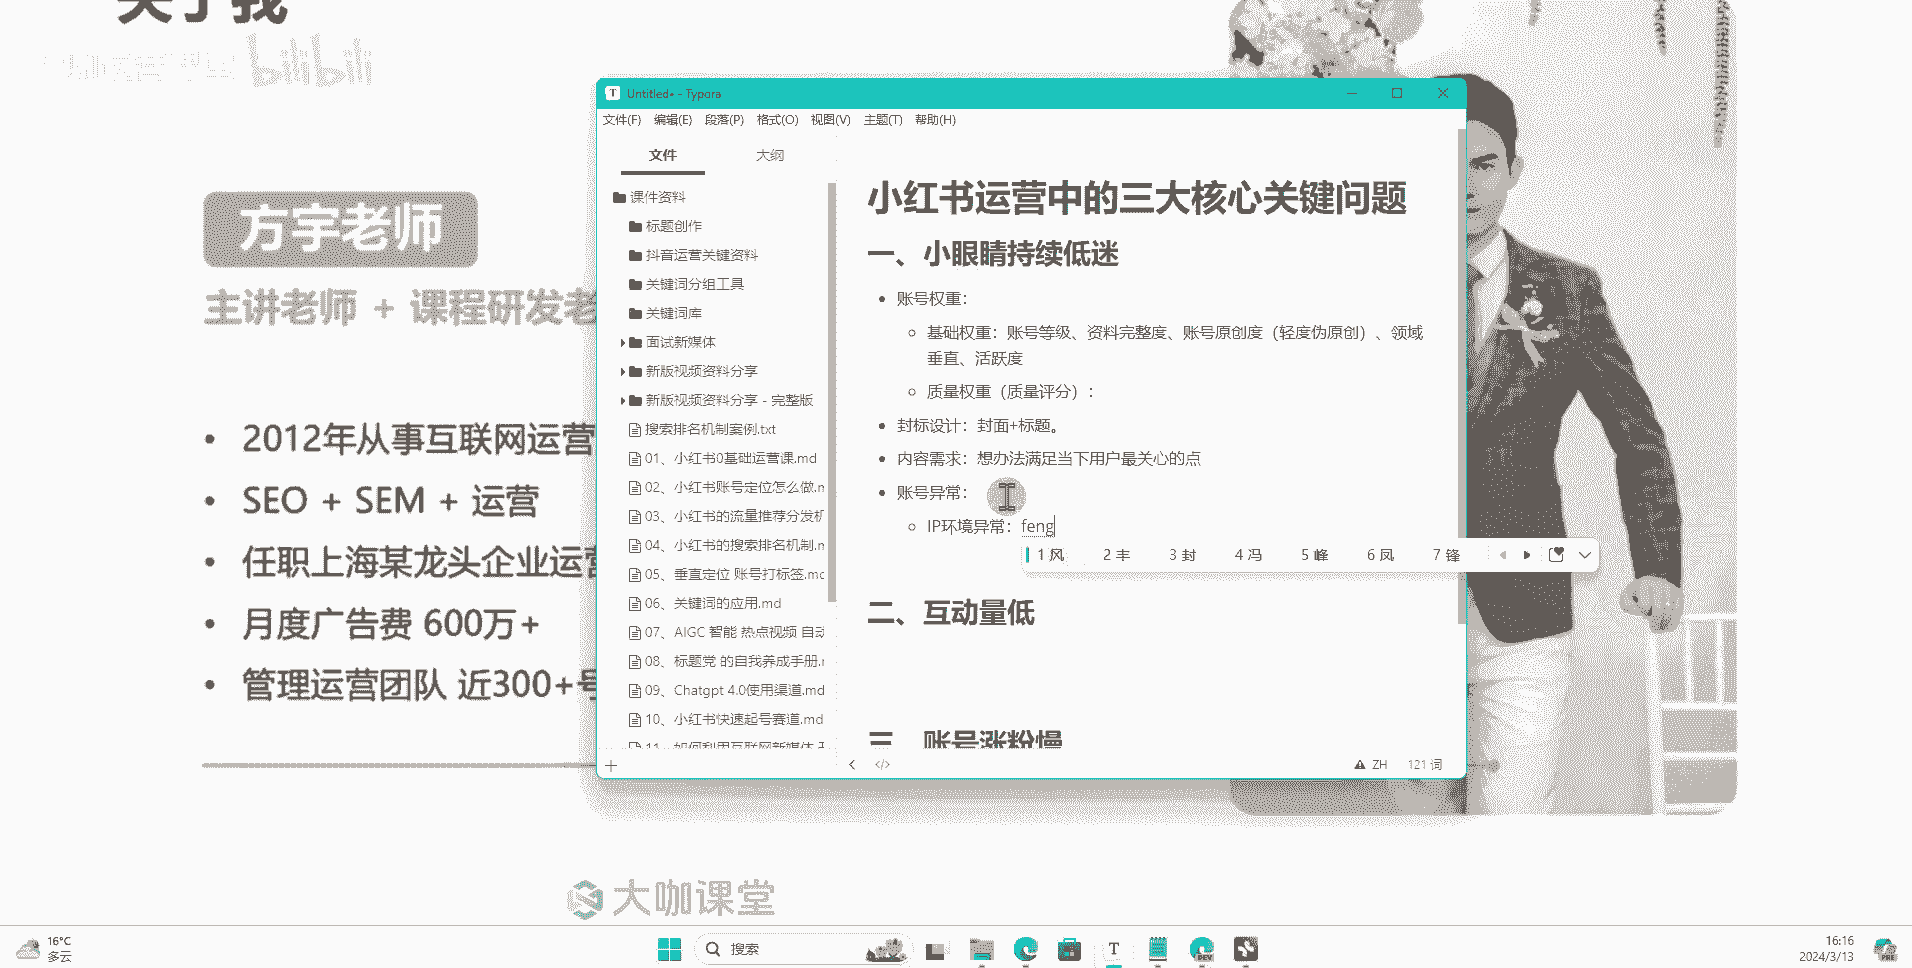 关于我
bilibili
方宇老师
主讲老师 + 课程研发老
2012年从事互联网运营
SEO + SEM + 运营
任职上海某龙头企业运营
月度广告费 600万+
管理运营团队 近300+号
Untitled• - Typora
文件(F) 编辑(E) 段落(P) 格式(O) 视图(V) 主题(T) 帮助(H)
文件 大纲
课件资料
标题创作
抖音运营关键资料
关键词分组工具
关键词库
面试新媒体
新版视频资料分享
新版视频资料分享 - 完整版
搜索排名机制案例.txt
01、小红书0基础运营课.md
02、小红书账号定位怎么做.m
03、小红书的流量推荐分发机
04、小红书的搜索排名机制.m
05、垂直定位 账号打标签.md
06、关键词的应用.md
07、AIGC 智能 热点视频 自动
08、标题党 的自我养成手册.m
09、Chatgpt 4.0使用渠道.md
10、小红书快速起号赛道.md
11、如何利用互联网新媒体
小红书运营中的三大核心关键问题
一、小眼睛持续低迷
账号权重：
基础权重：账号等级、资料完整度、账号原创度（轻度伪原创）、领域
垂直、活跃度
质量权重（质量评分）：
封标设计：封面+标题。
内容需求：想办法满足当下用户最关心的点
账号异常：
IP环境异常：feng
1 风 2 丰 3 封 4 冯 5 峰 6 凤 7 锋
二、互动量低
三、账号涨粉慢
ZH 121 词
大咖课堂
16°C
多云
搜索
T
DEV
16:16
2024/3/13
PRE